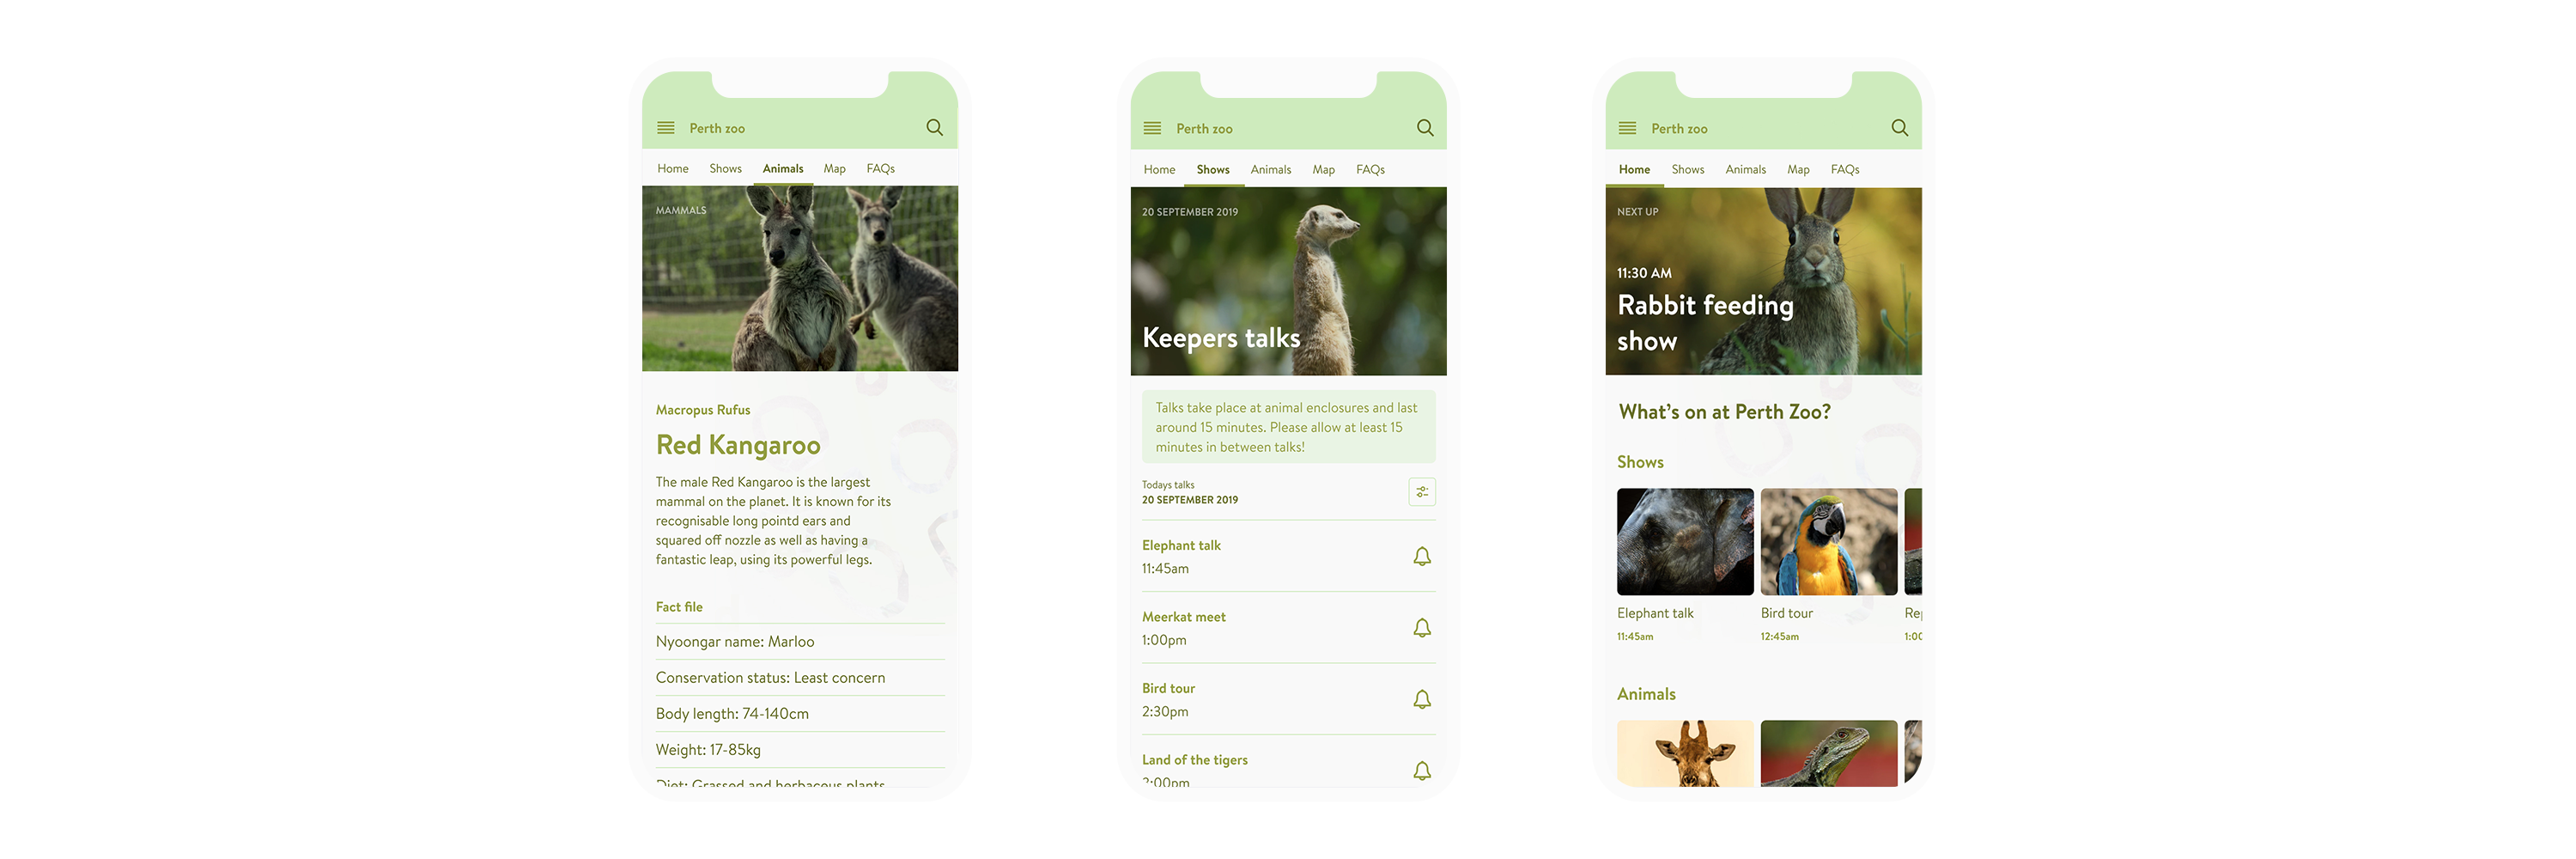 Perth zoo
Home Shows Animals Map FAQs
MAMMALS
Macropus Rufus
Red Kangaroo
The male Red Kangaroo is the largest
mammal on the planet. It is known for its
recognisable long pointd ears and
squared off nozzle as well as having a
fantastic leap, using its powerful legs.
Fact file
Nyoongar name: Marloo
Conservation status: Least concern
Body length: 74-140cm
Weight: 17-85kg
Diet: Grassed and herbaceous plants
Perth zoo
Home Shows Animals Map FAQs
20 SEPTEMBER 2019
Keepers talks
Talks take place at animal enclosures and last
around 15 minutes. Please allow at least 15
minutes in between talks!
Todays talks
20 SEPTEMBER 2019
Elephant talk
11:45am
Meerkat meet
1:00pm
Bird tour
2:30pm
Land of the tigers
Perth zoo
Home Shows Animals Map FAQs
NEXT UP
11:30 AM
Rabbit feeding
show
What's on at Perth Zoo?
Shows
Elephant talk Bird tour
11:45am 12:45am
Animals